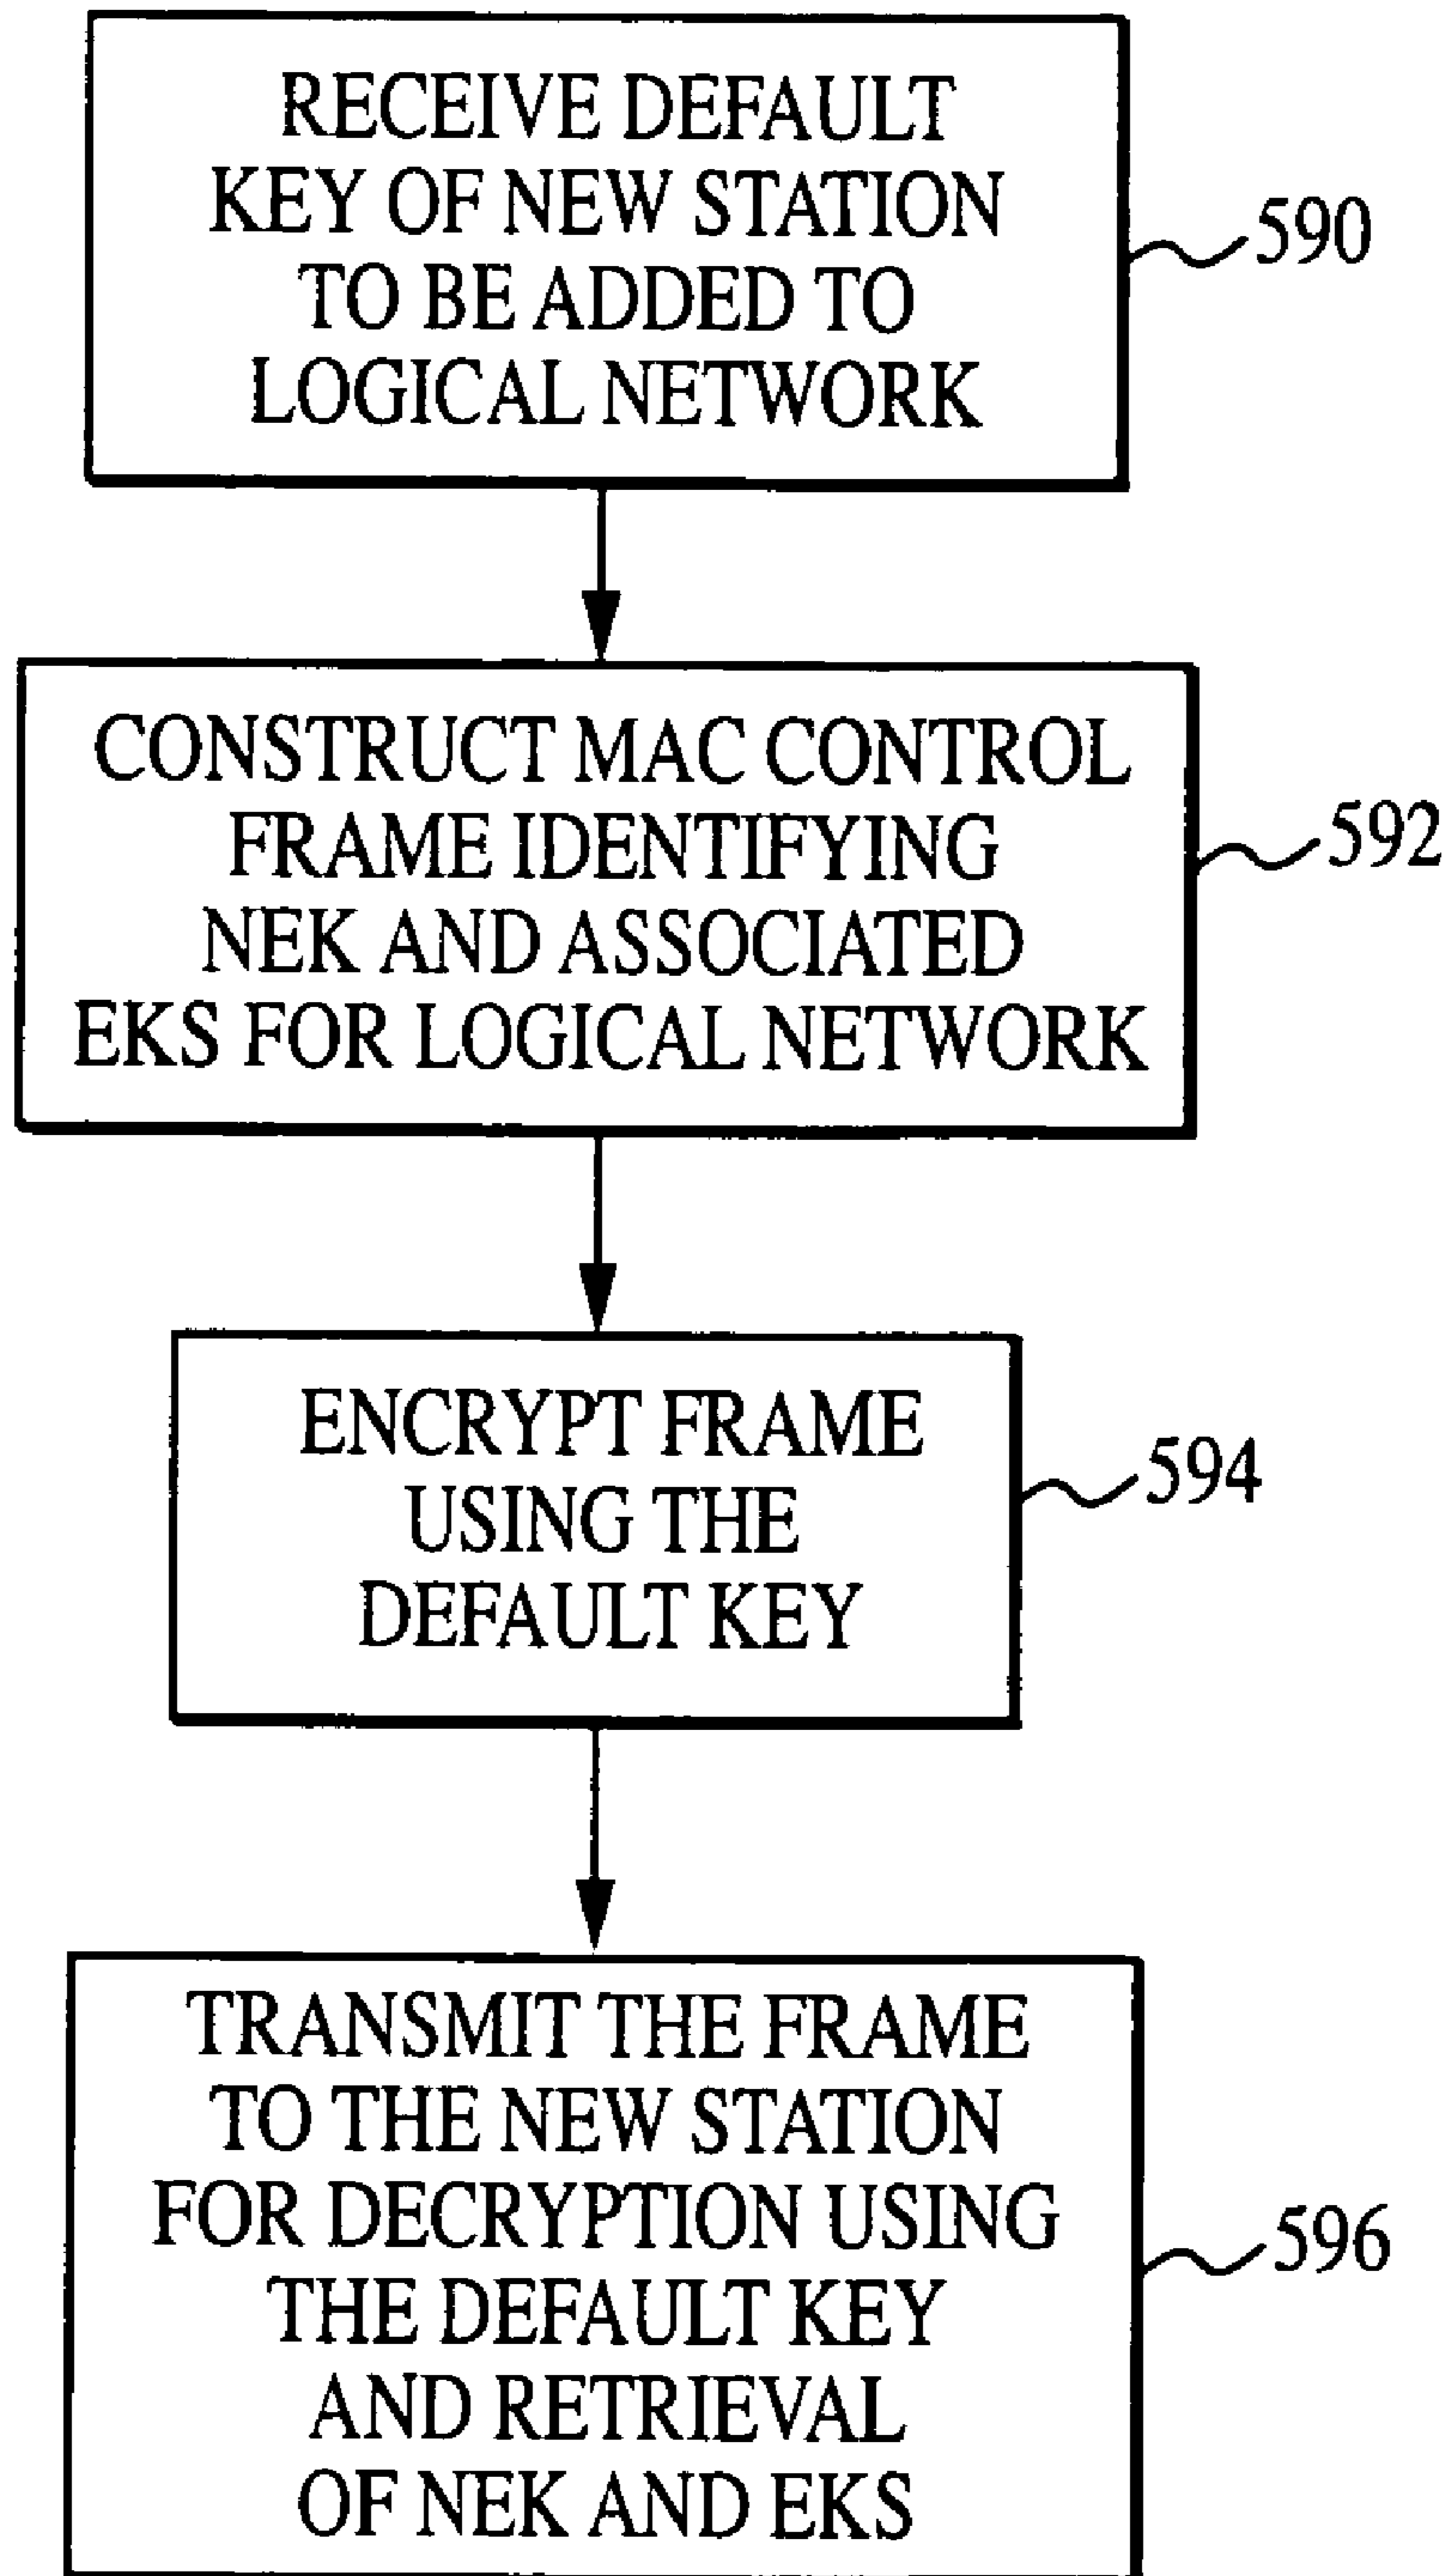 RECEIVE DEFAULT
KEY OF NEW STATION
TO BE ADDED TO
LOGICAL NETWORK
590
CONSTRUCT MAC CONTROL
FRAME IDENTIFYING
NEK AND ASSOCIATED
EKS FOR LOGICAL NETWORK
592
ENCRYPT FRAME
USING THE
DEFAULT KEY
594
TRANSMIT THE FRAME
TO THE NEW STATION
FOR DECRYPTION USING
THE DEFAULT KEY
AND RETRIEVAL
OF NEK AND EKS
596